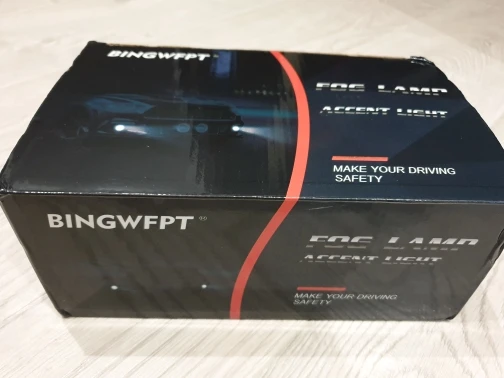 BINGWFPT
FOG LAMP
ACCENT LIGHT
MAKE YOUR DRIVING
SAFETY
BINGWFPT ®
FOG LAMP
ACCENT LIGHT
MAKE YOUR DRIVING
SAFETY